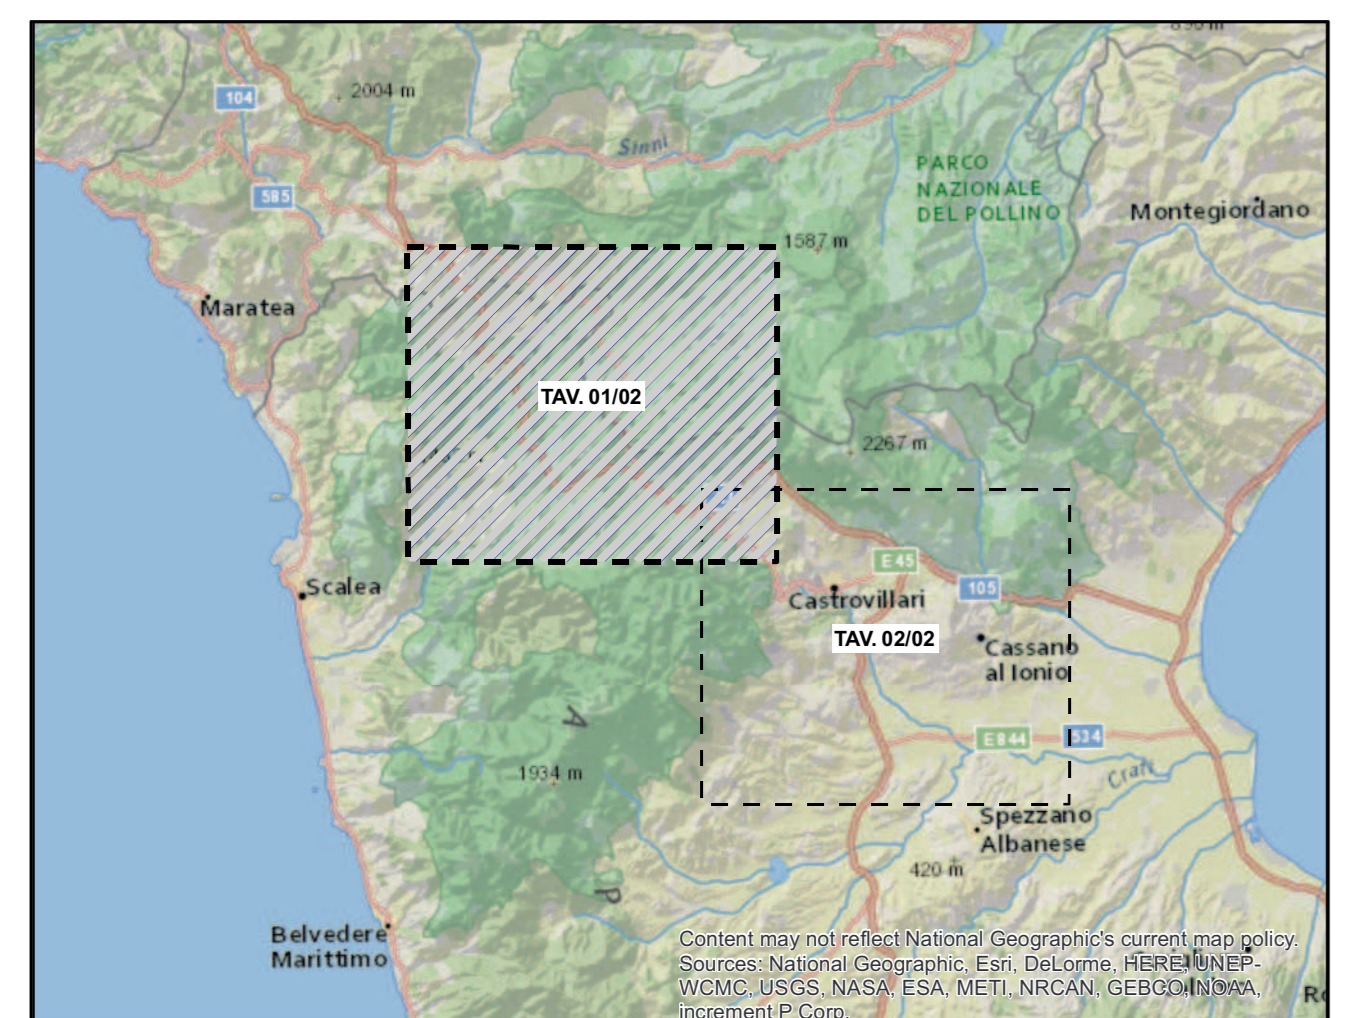 104
2004 m
Sinni
585
PARCO
NAZIONALE
DEL POLLINO
Montegiordano
1587 m
Maratea
TAV. 01/02
2267 m
E45
105
Scalea
Castrovillari
TAV. 02/02
Cassano
al Ionio
E844
534
A
1934 m
Crati
Spezzano
Albanese
420 m
P
Belvedere
Marittimo
Content may not reflect National Geographic's current map policy.
Sources: National Geographic, Esri, DeLorme, HERE, UNEP-
WCMC, USGS, NASA, ESA, METI, NRCAN, GEBCO, NOAA,
increment P Corp.